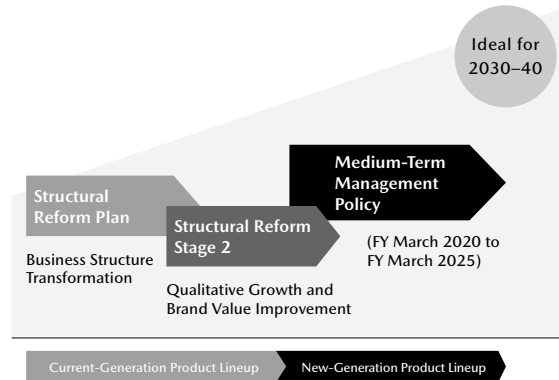 Ideal for
2030–40
Medium-Term
Management
Policy
(FY March 2020 to
FY March 2025)
Structural
Reform Plan
Business Structure
Transformation
Structural Reform
Stage 2
Qualitative Growth and
Brand Value Improvement
Current-Generation Product Lineup
New-Generation Product Lineup